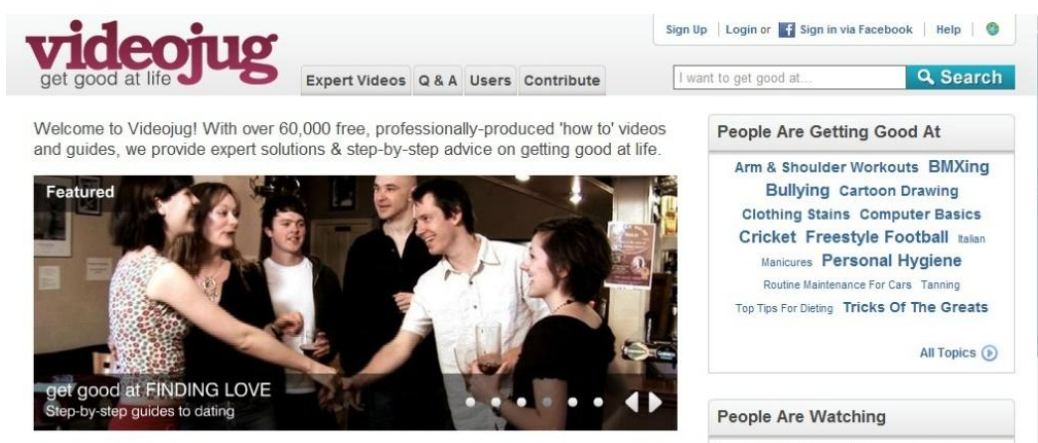 videojug
get good at life
Sign Up | Login or Sign in via Facebook | Help |
Expert Videos Q & A Users Contribute
I want to get good at... Search
Welcome to Videojug! With over 60,000 free, professionally-produced 'how to' videos
and guides, we provide expert solutions & step-by-step advice on getting good at life.
Featured
get good at FINDING LOVE
Step-by-step guides to dating
People Are Getting Good At
Arm & Shoulder Workouts BMXing
Bullying Cartoon Drawing
Clothing Stains Computer Basics
Cricket Freestyle Football Italian
Manicures Personal Hygiene
Routine Maintenance For Cars Tanning
Top Tips For Dieting Tricks Of The Greats
All Topics
People Are Watching